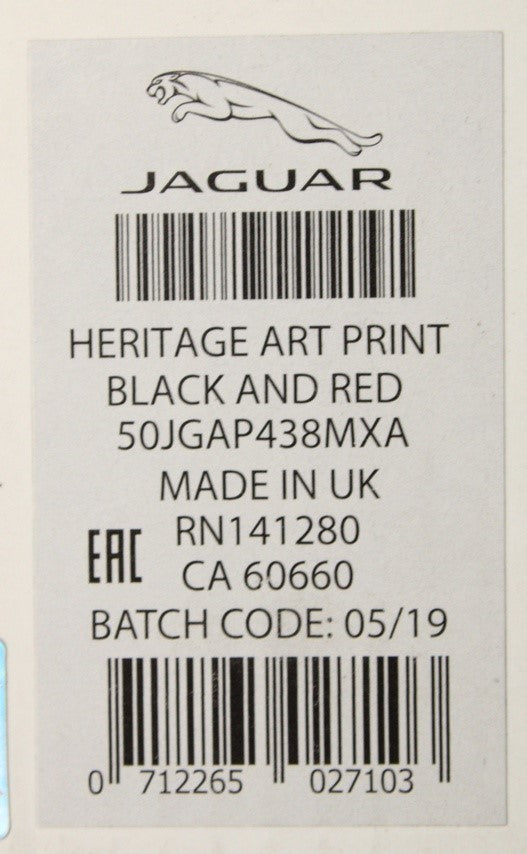 JAGUAR
HERITAGE ART PRINT
BLACK AND RED
50JGAP438MXA
MADE IN UK
RN141280
EAC CA 60660
BATCH CODE: 05/19
0 712265 027103